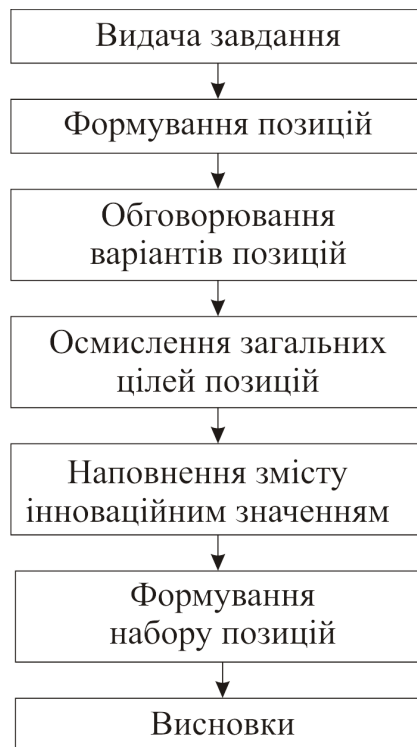 Видача завдання
Формування позицій
Обговорювання
варіантів позицій
Осмислення загальних
цілей позицій
Наповнення змісту
інноваційним значенням
Формування
набору позицій
Висновки